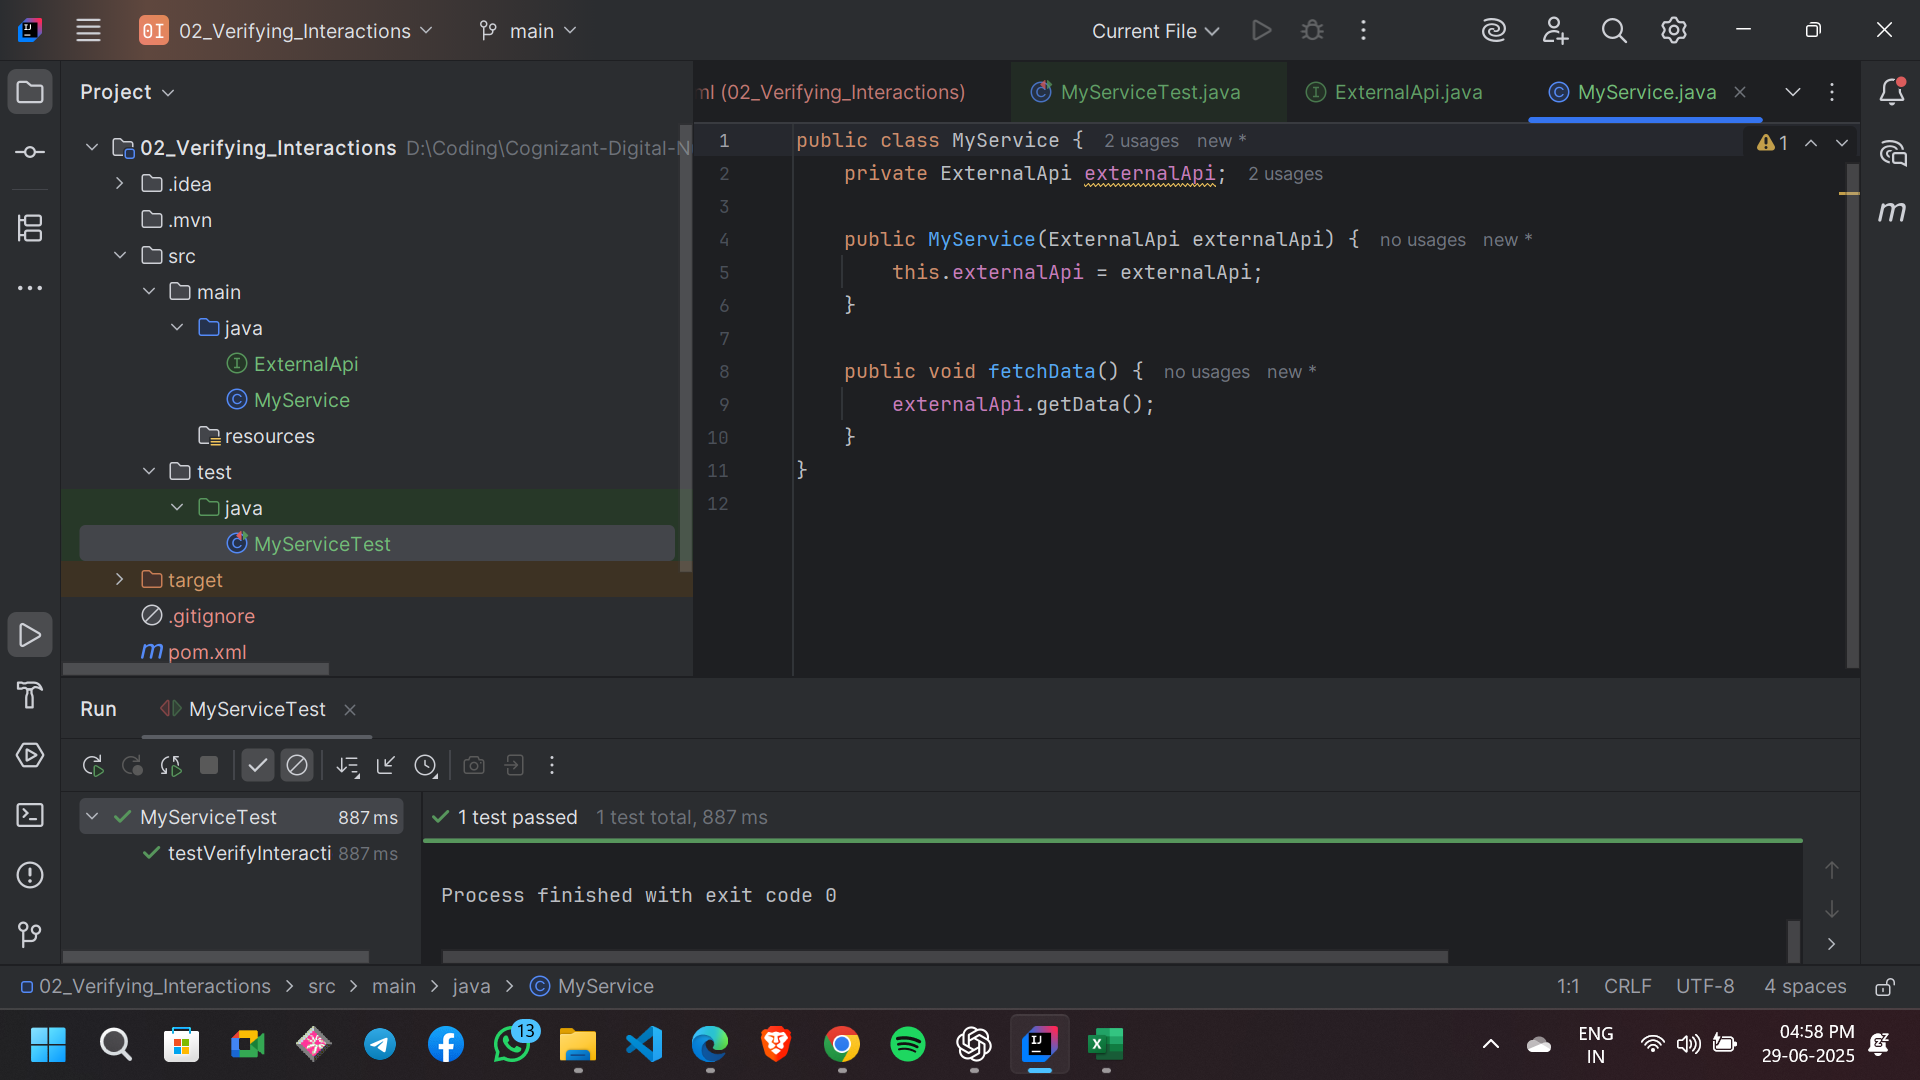 02_Verifying_Interactions
main
Current File
Project
ml (02_Verifying_Interactions)
MyServiceTest.java
ExternalApi.java
MyService.java
02_Verifying_Interactions D:\Coding\Cognizant-Digital-N
.idea
.mvn
src
main
java
ExternalApi
MyService
resources
test
java
MyServiceTest
target
.gitignore
pom.xml
1 public class MyService { 2 usages new *
2 private ExternalApi externalApi; 2 usages
3
4 public MyService(ExternalApi externalApi) { no usages new *
5 this.externalApi = externalApi;
6 }
7
8 public void fetchData() { no usages new *
9 externalApi.getData();
10 }
11 }
12
1
Run
MyServiceTest
MyServiceTest 887 ms
testVerifyInteracti 887 ms
1 test passed 1 test total, 887 ms
Process finished with exit code 0
02_Verifying_Interactions > src > main > java > MyService
1:1 CRLF UTF-8 4 spaces
13
ENG
IN
04:58 PM
29-06-2025